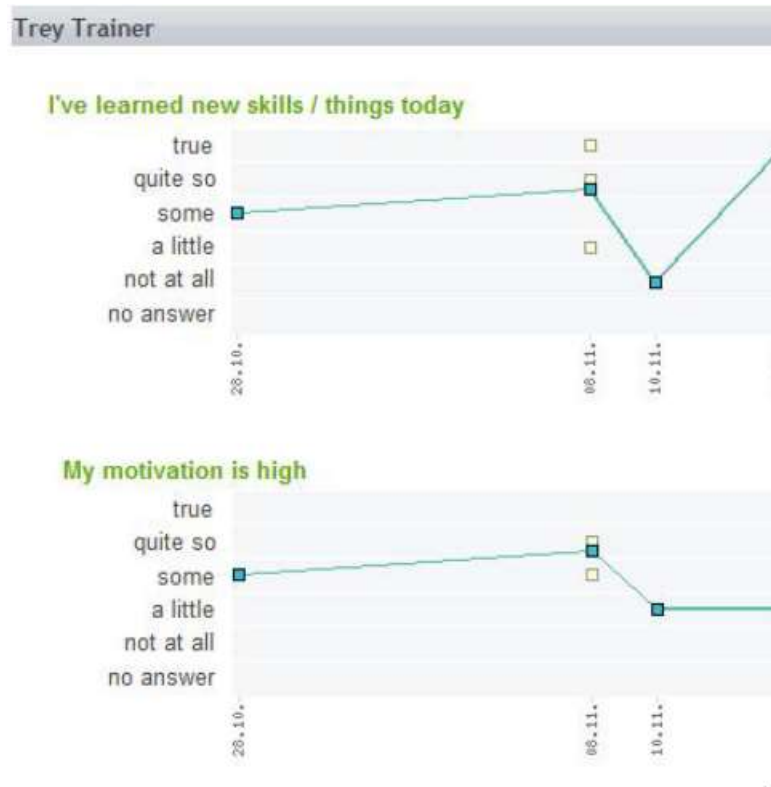 Trey Trainer
I've learned new skills / things today
true
quite so
some
a little
not at all
no answer
28.10.
08.11.
10.11.
My motivation is high
true
quite so
some
a little
not at all
no answer
28.10.
08.11.
10.11.